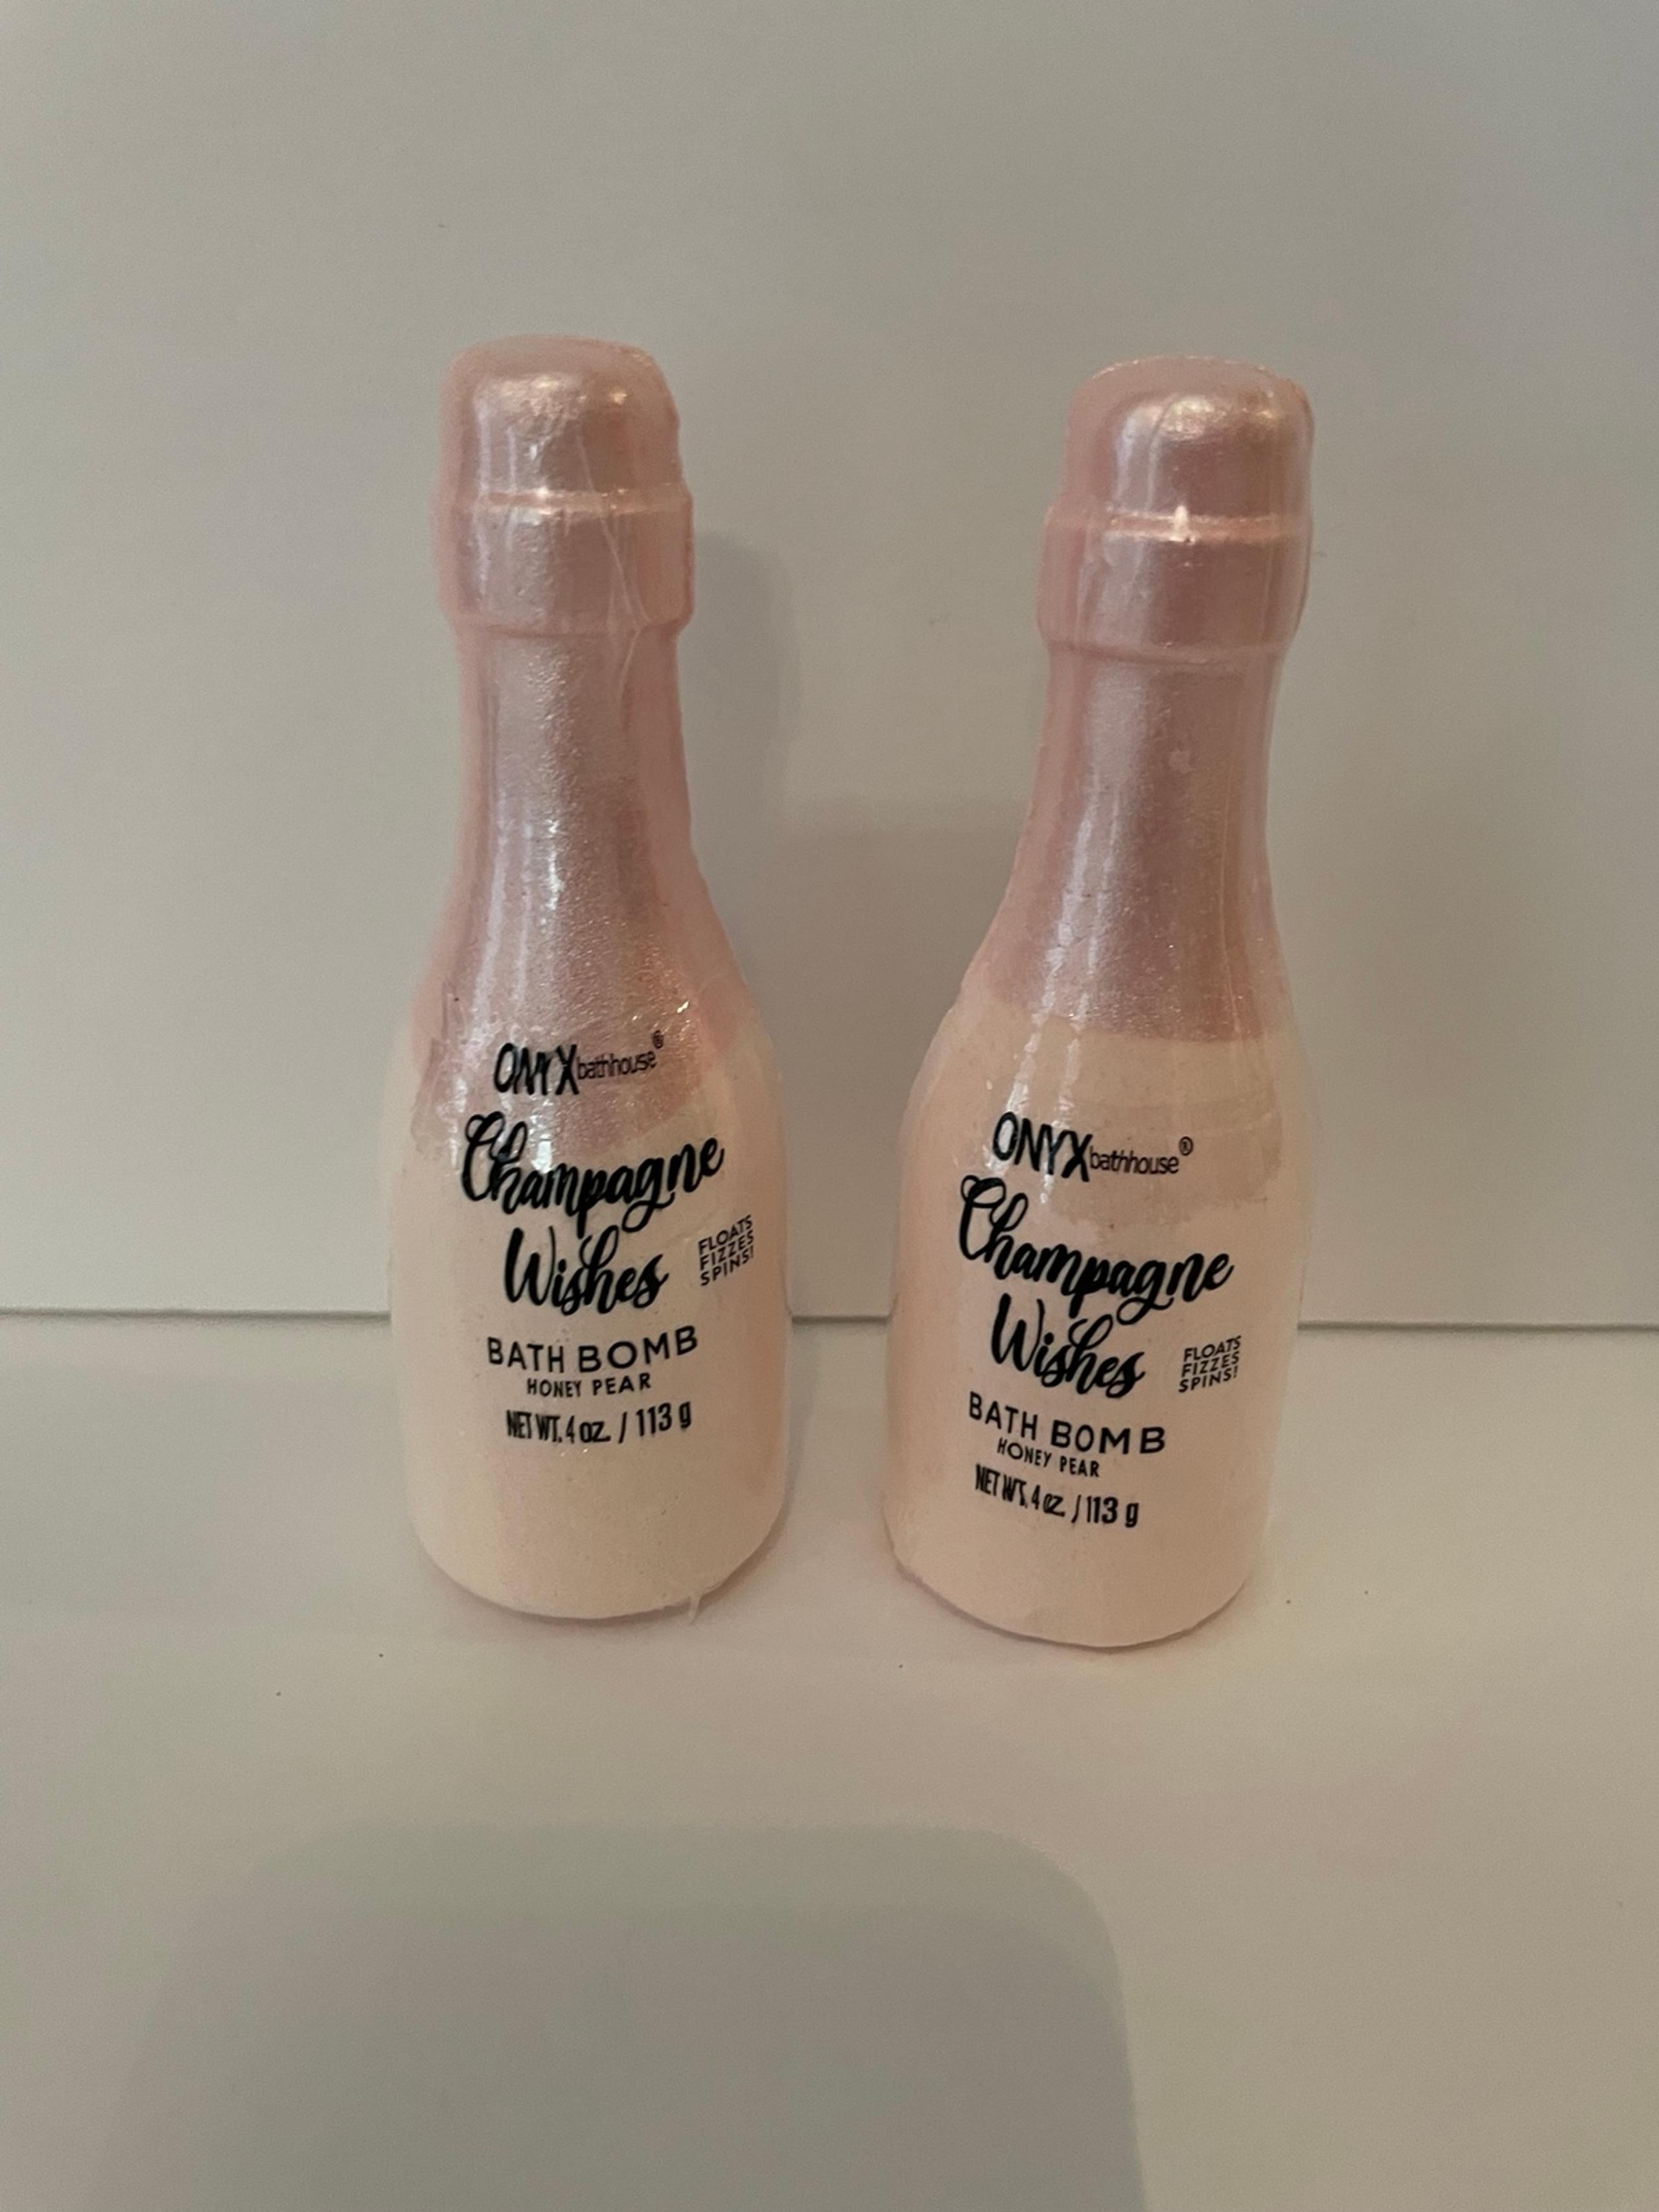 ONYX bathhouse®
Champagne
Wishes
FLOATS
FIZZES
SPINS!
BATH BOMB
HONEY PEAR
NET WT. 4 oz. / 113 g
ONYX bathhouse®
Champagne
Wishes
FLOATS
FIZZES
SPINS!
BATH BOMB
HONEY PEAR
NET WT. 4 oz. / 113 g